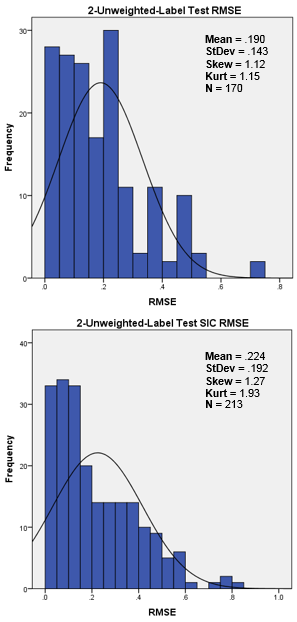 2-Unweighted-Label Test RMSE
Mean = .190
StDev = .143
Skew = 1.12
Kurt = 1.15
N = 170
30
20
10
0
Frequency
.0 .2 .4 .6 0.8
RMSE
2-Unweighted-Label Test SIC RMSE
Mean = .224
StDev = .192
Skew = 1.27
Kurt = 1.93
N = 213
40
30
20
10
0
Frequency
.0 .2 .4 .6 .8 1.0
RMSE